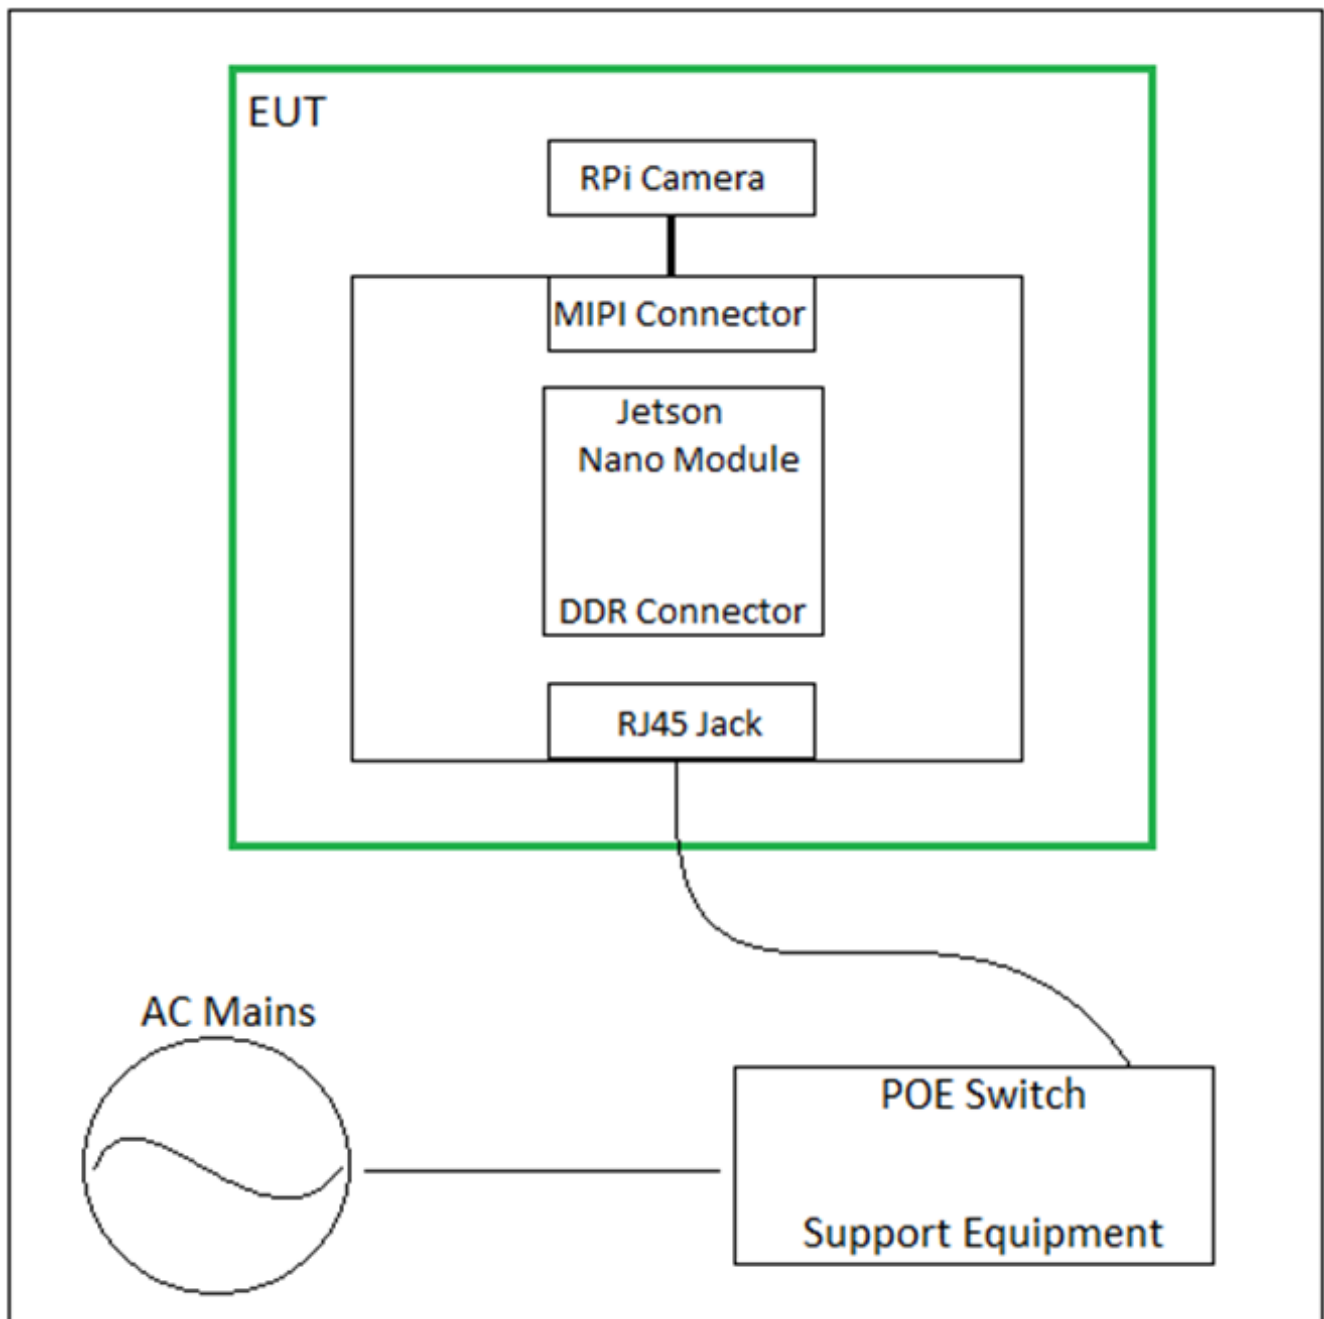 EUT
RPi Camera
MIPI Connector
Jetson
Nano Module
DDR Connector
RJ45 Jack
AC Mains
POE Switch
Support Equipment